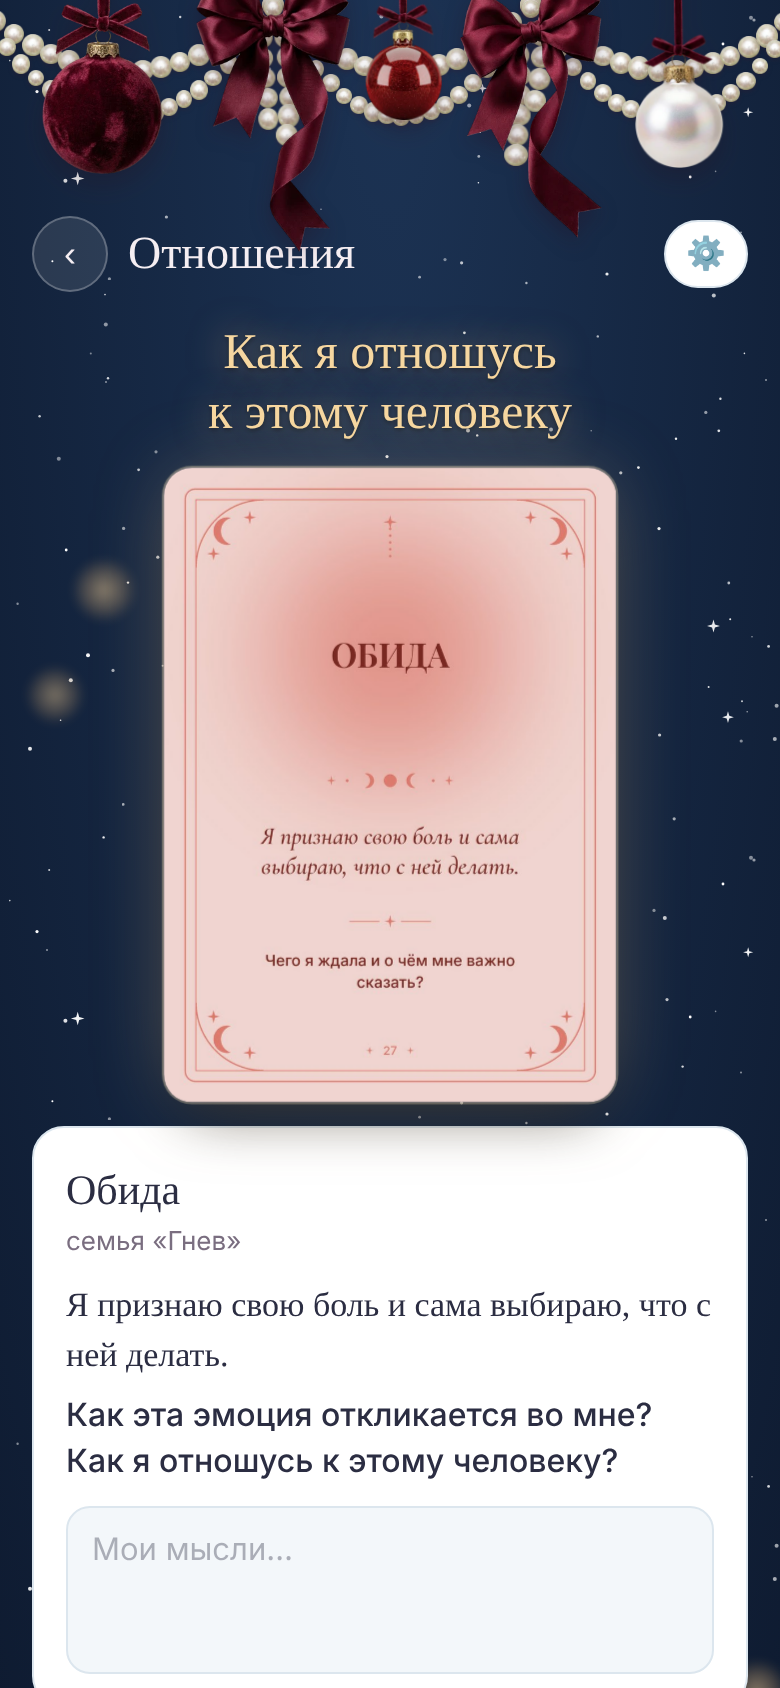 Отношения
Как я отношусь
к этому человеку
ОБИДА
Я признаю свою боль и сама
выбираю, что с ней делать.
Чего я ждала и о чём мне важно
сказать?
27
Обида
семья «Гнев»
Я признаю свою боль и сама выбираю, что с
ней делать.
Как эта эмоция откликается во мне?
Как я отношусь к этому человеку?
Мои мысли...